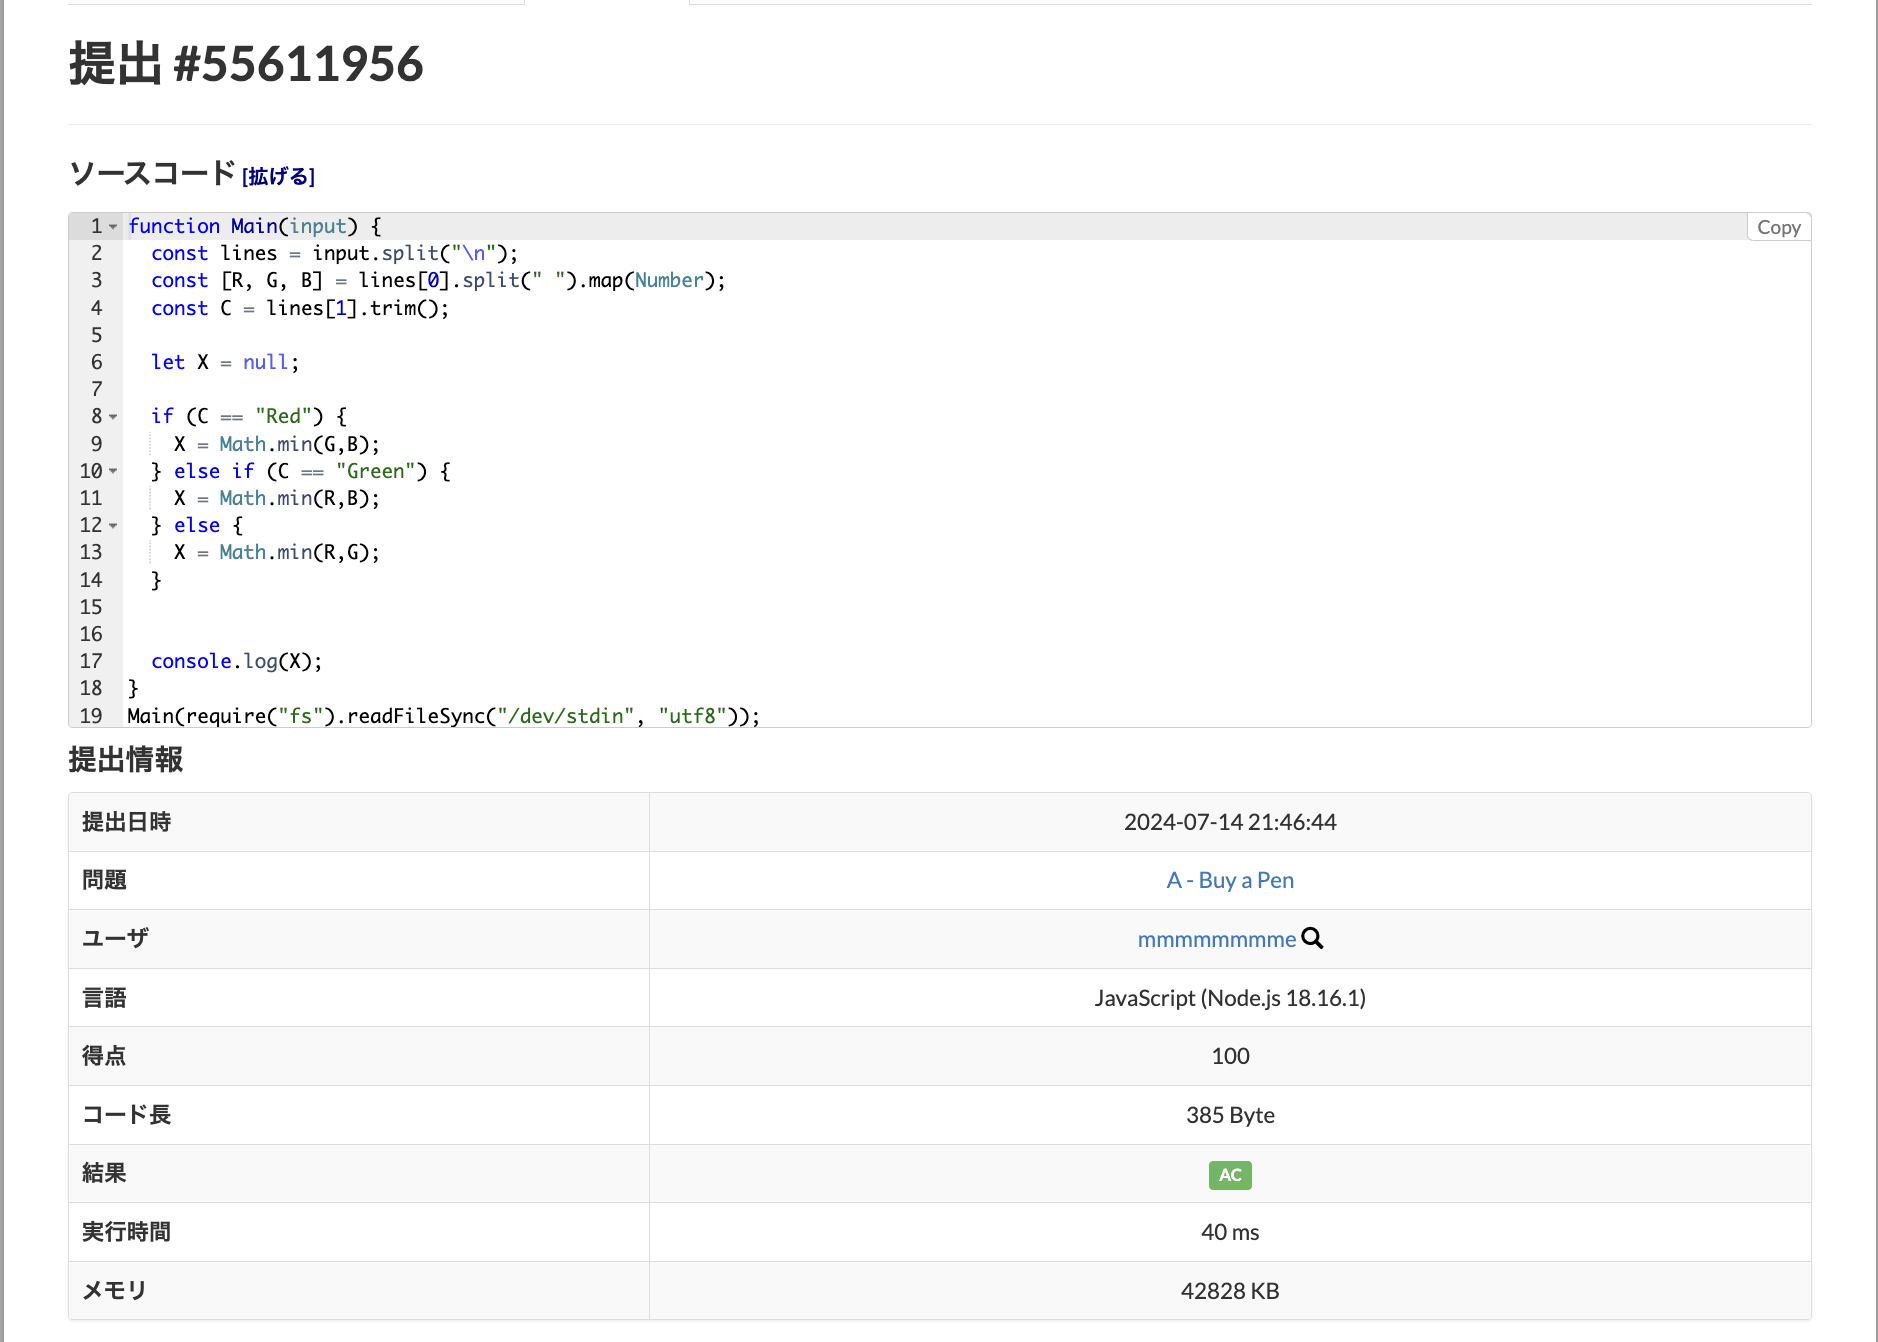 提出 #55611956
ソースコード [拡げる]
Copy
1 function Main(input) {
2   const lines = input.split("\n");
3   const [R, G, B] = lines[0].split(" ").map(Number);
4   const C = lines[1].trim();
5
6   let X = null;
7
8   if (C == "Red") {
9     X = Math.min(G,B);
10   } else if (C == "Green") {
11     X = Math.min(R,B);
12   } else {
13     X = Math.min(R,G);
14   }
15
16
17   console.log(X);
18 }
19 Main(require("fs").readFileSync("/dev/stdin", "utf8"));
提出情報
提出日時 2024-07-14 21:46:44
問題 A - Buy a Pen
ユーザ mmmmmmmme
言語 JavaScript (Node.js 18.16.1)
得点 100
コード長 385 Byte
結果 AC
実行時間 40 ms
メモリ 42828 KB